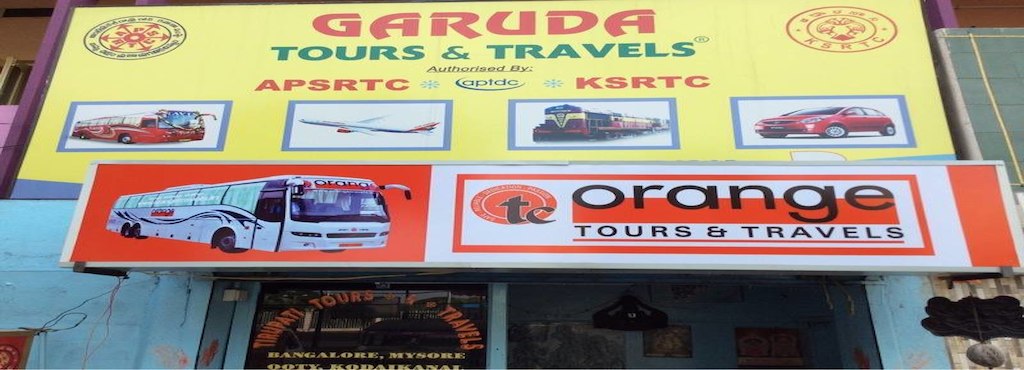 GARUDA
TOURS & TRAVELS®
Authorised By:
APSRTC * aptdc * KSRTC
KSRTC
orange
tc
orange
TOURS & TRAVELS
TIRUPATI TOURS & TRAVELS
BANGALORE, MYSORE
OOTY, KODAIKANAL